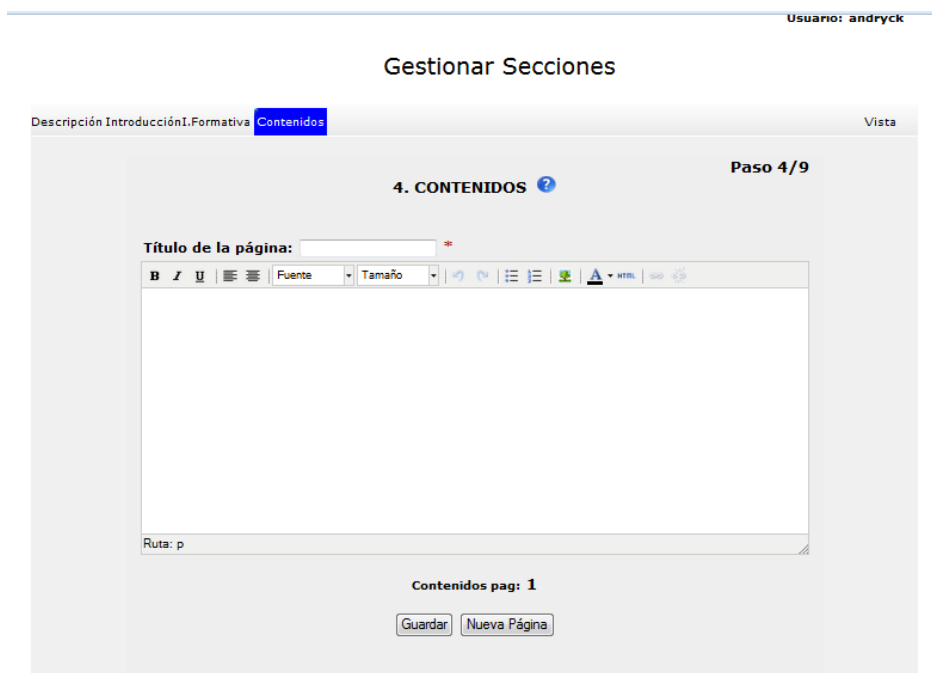 Usuario: andryck
Gestionar Secciones
Descripción IntroducciónI.Formativa Contenidos Vista
Paso 4/9
4. CONTENIDOS ?
Título de la página: *
B I U Fuente Tamaño A HTML
Ruta: p
Contenidos pag: 1
Guardar Nueva Página